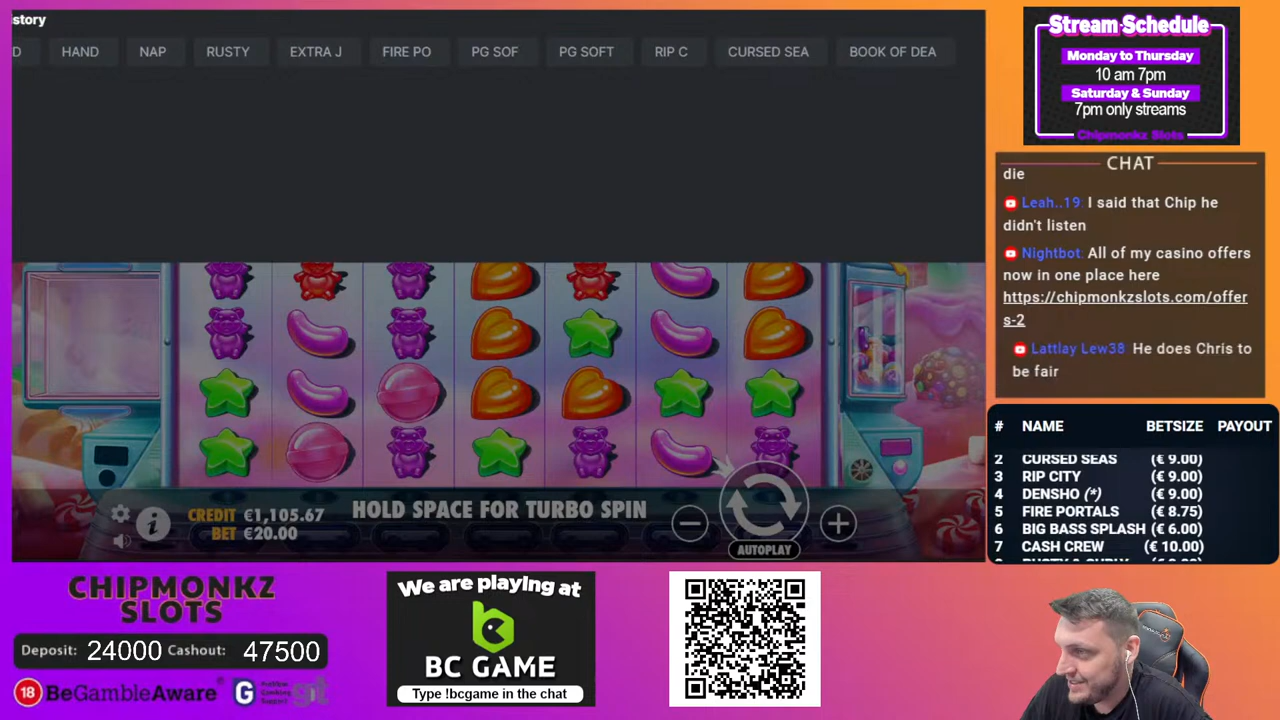 story
D HAND NAP RUSTY EXTRA J FIRE PO PG SOF PG SOFT RIP C CURSED SEA BOOK OF DEA
HOLD SPACE FOR TURBO SPIN
CREDIT €1,105.67
BET €20.00
AUTOPLAY
Stream Schedule
Monday to Thursday
10 am 7pm
Saturday & Sunday
7pm only streams
Chipmonkz Slots
CHAT
die
Leah..19: I said that Chip he
didn't listen
Nightbot: All of my casino offers
now in one place here
https://chipmonkzslots.com/offer
s-2
Lattlay Lew38 He does Chris to
be fair
# NAME BETSIZE PAYOUT
2 CURSED SEAS (€ 9.00)
3 RIP CITY (€ 9.00)
4 DENSHO (*) (€ 9.00)
5 FIRE PORTALS (€ 8.75)
6 BIG BASS SPLASH (€ 6.00)
7 CASH CREW (€ 10.00)
CHIPMONKZ
SLOTS
Deposit: 24000 Cashout: 47500
18 BeGambleAware
We are playing at
BC GAME
Type !bcgame in the chat